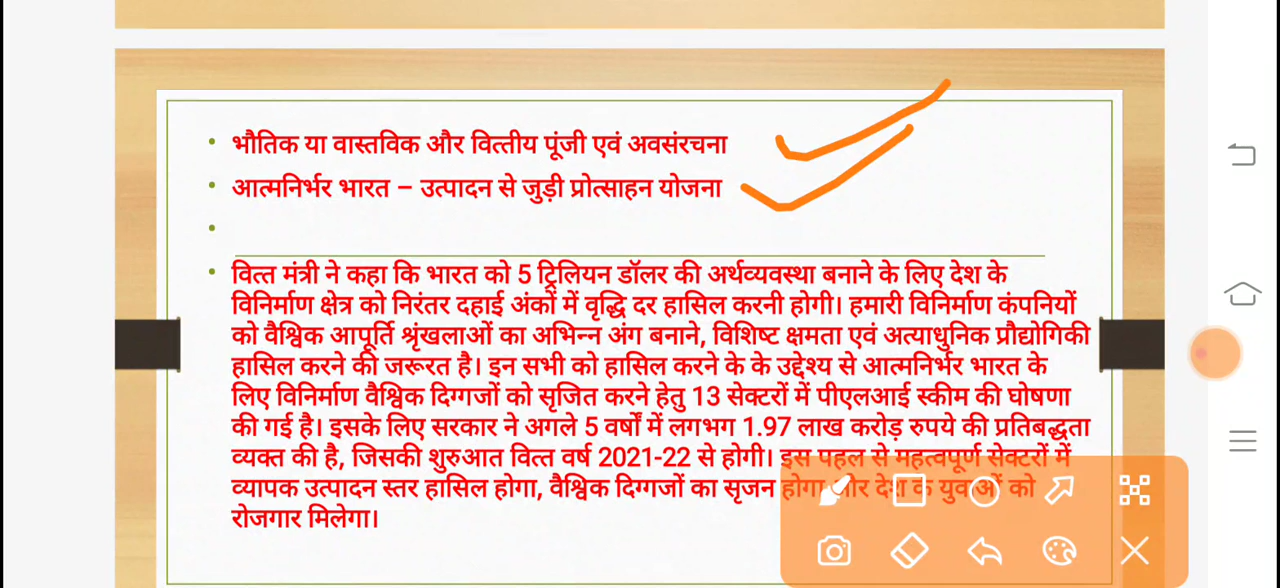 भौतिक या वास्तविक और वित्तीय पूंजी एवं अवसंरचना
आत्मनिर्भर भारत – उत्पादन से जुड़ी प्रोत्साहन योजना
वित्त मंत्री ने कहा कि भारत को 5 ट्रिलियन डॉलर की अर्थव्यवस्था बनाने के लिए देश के
विनिर्माण क्षेत्र को निरंतर दहाई अंकों में वृद्धि दर हासिल करनी होगी। हमारी विनिर्माण कंपनियों
को वैश्विक आपूर्ति श्रृंखलाओं का अभिन्न अंग बनाने, विशिष्ट क्षमता एवं अत्याधुनिक प्रौद्योगिकी
हासिल करने की जरूरत है। इन सभी को हासिल करने के के उद्देश्य से आत्मनिर्भर भारत के
लिए विनिर्माण वैश्विक दिग्गजों को सृजित करने हेतु 13 सेक्टरों में पीएलआई स्कीम की घोषणा
की गई है। इसके लिए सरकार ने अगले 5 वर्षों में लगभग 1.97 लाख करोड़ रुपये की प्रतिबद्धता
व्यक्त की है, जिसकी शुरुआत वित्त वर्ष 2021-22 से होगी। इस पहल से महत्वपूर्ण सेक्टरों में
व्यापक उत्पादन स्तर हासिल होगा, वैश्विक दिग्गजों का सृजन होगा और देश के युवाओं को
रोजगार मिलेगा।